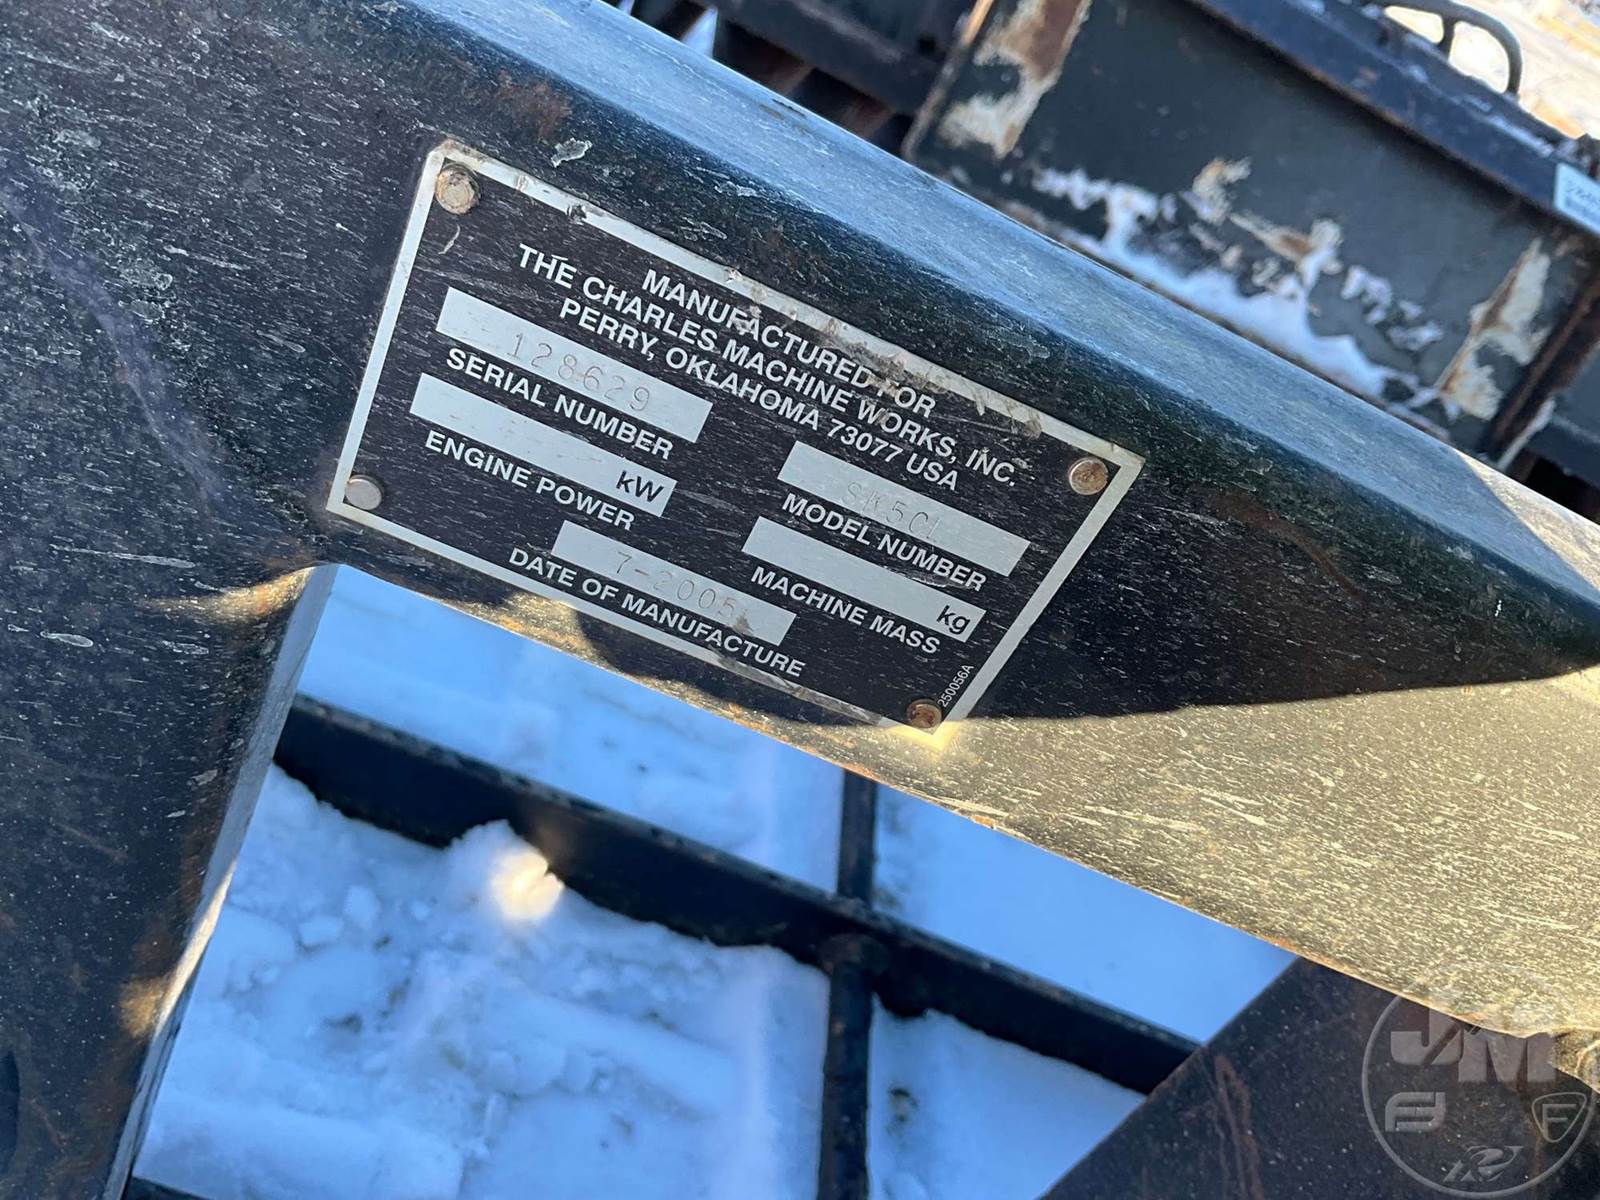 MANUFACTURED FOR
THE CHARLES MACHINE WORKS, INC.
PERRY, OKLAHOMA 73077 USA
128629
SERIAL NUMBER
SK5CL
MODEL NUMBER
kW
ENGINE POWER
kg
MACHINE MASS
7-2005
DATE OF MANUFACTURE
250056A
JM